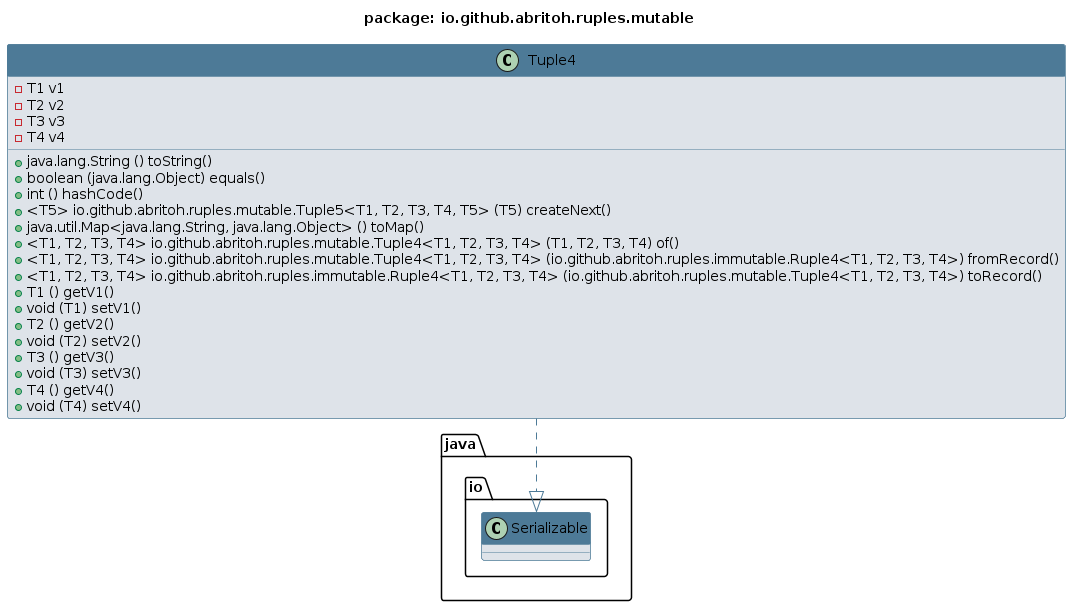 package: io.github.abritoh.ruples.mutable
C Tuple4
T1 v1
T2 v2
T3 v3
T4 v4
java.lang.String () toString()
boolean (java.lang.Object) equals()
int () hashCode()
<T5> io.github.abritoh.ruples.mutable.Tuple5<T1, T2, T3, T4, T5> (T5) createNext()
java.util.Map<java.lang.String, java.lang.Object> () toMap()
<T1, T2, T3, T4> io.github.abritoh.ruples.mutable.Tuple4<T1, T2, T3, T4> (T1, T2, T3, T4) of()
<T1, T2, T3, T4> io.github.abritoh.ruples.mutable.Tuple4<T1, T2, T3, T4> (io.github.abritoh.ruples.immutable.Ruple4<T1, T2, T3, T4>) fromRecord()
<T1, T2, T3, T4> io.github.abritoh.ruples.immutable.Ruple4<T1, T2, T3, T4> (io.github.abritoh.ruples.mutable.Tuple4<T1, T2, T3, T4>) toRecord()
T1 () getV1()
void (T1) setV1()
T2 () getV2()
void (T2) setV2()
T3 () getV3()
void (T3) setV3()
T4 () getV4()
void (T4) setV4()
java
io
C Serializable